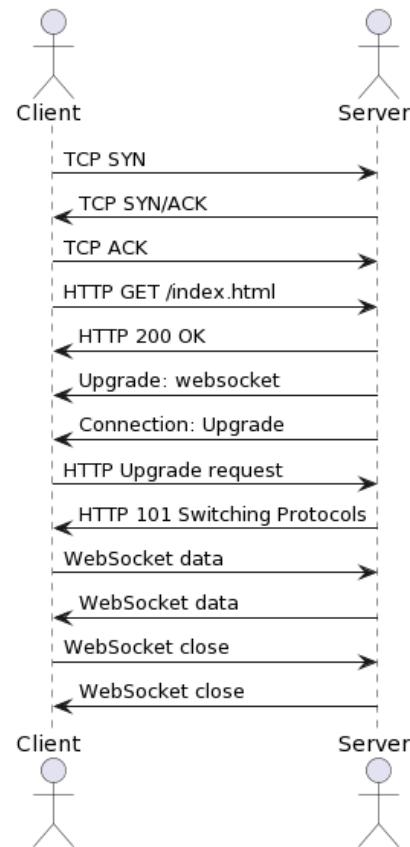 Client Server
TCP SYN
TCP SYN/ACK
TCP ACK
HTTP GET /index.html
HTTP 200 OK
Upgrade: websocket
Connection: Upgrade
HTTP Upgrade request
HTTP 101 Switching Protocols
WebSocket data
WebSocket data
WebSocket close
WebSocket close
Client Server